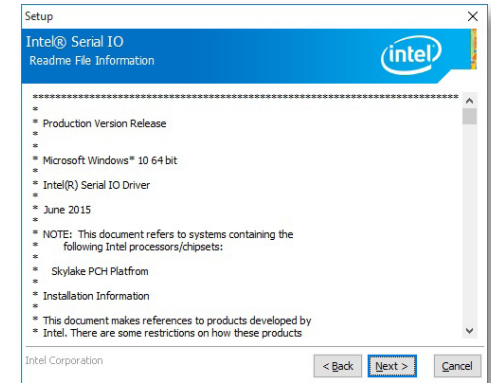 Setup
Intel® Serial IO
Readme File Information
intel
******************************************************************************
*
* Production Version Release
*
*
* Microsoft Windows* 10 64 bit
*
* Intel(R) Serial IO Driver
*
* June 2015
*
* NOTE: This document refers to systems containing the
* following Intel processors/chipsets:
*
* Skylake PCH Platfrom
*
* Installation Information
*
* This document makes references to products developed by
* Intel. There are some restrictions on how these products
Intel Corporation
< Back Next > Cancel